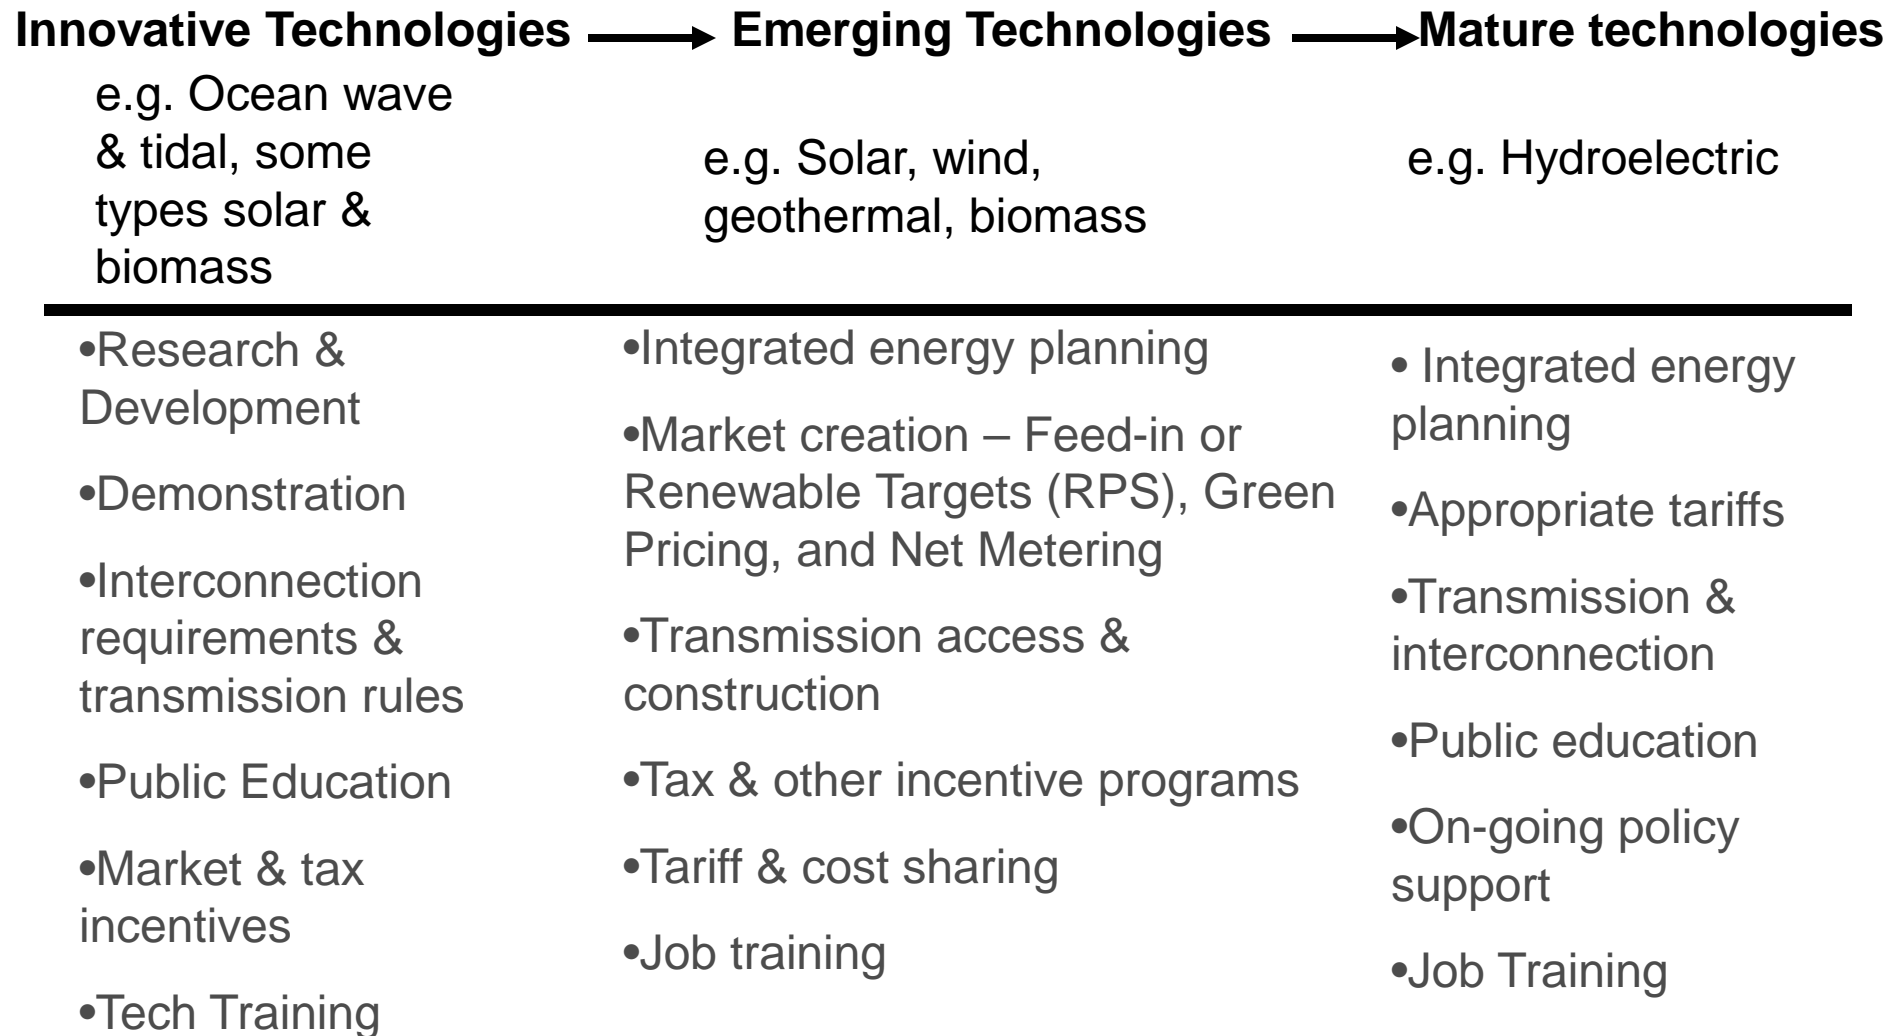 Innovative Technologies
Emerging Technologies
Mature technologies
e.g. Ocean wave
& tidal, some
types solar &
biomass
e.g. Solar, wind,
geothermal, biomass
e.g. Hydroelectric
•Research &
Development
•Demonstration
•Interconnection
requirements &
transmission rules
•Public Education
•Market & tax
incentives
•Tech Training
•Integrated energy planning
•Market creation – Feed-in or
Renewable Targets (RPS), Green
Pricing, and Net Metering
•Transmission access &
construction
•Tax & other incentive programs
•Tariff & cost sharing
•Job training
• Integrated energy
planning
•Appropriate tariffs
•Transmission &
interconnection
•Public education
•On-going policy
support
•Job Training